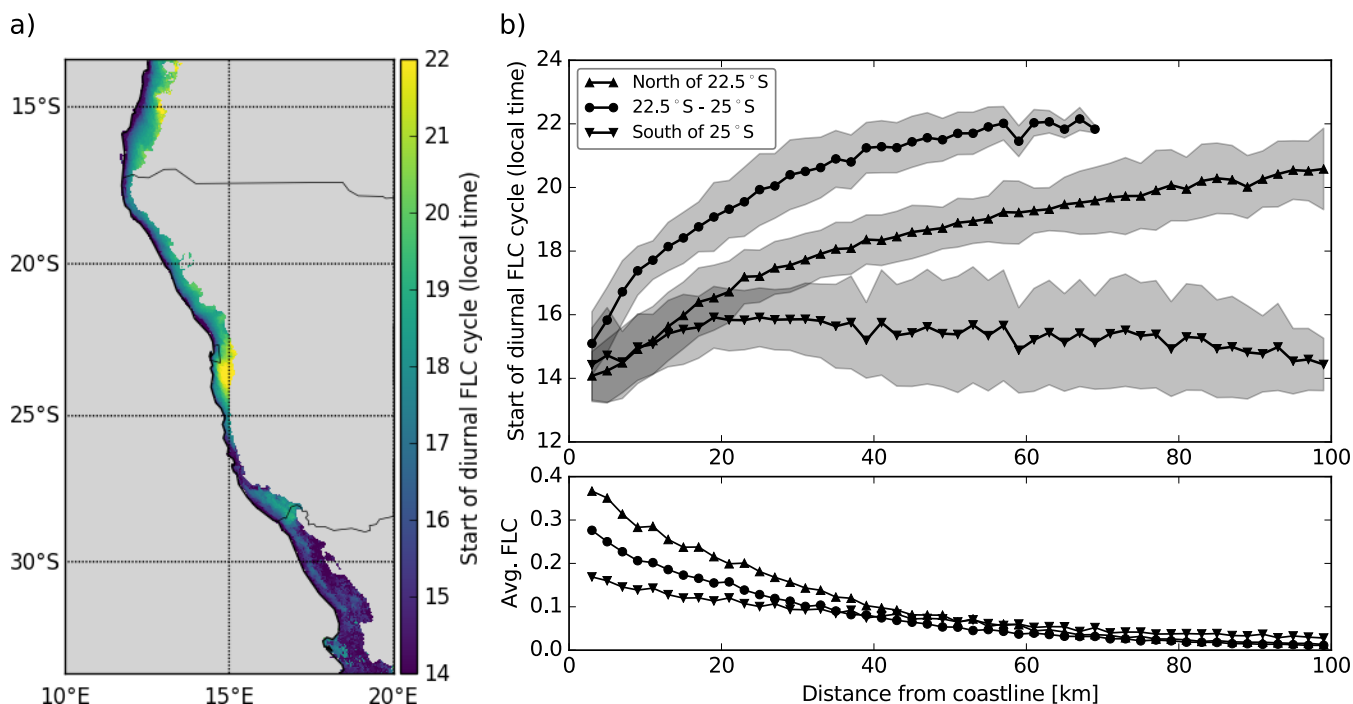 a)
15°S
20°S
25°S
30°S
10°E
15°E
20°E
22
21
20
19
18
17
16
15
14
Start of diurnal FLC cycle (local time)
b)
24
22
20
18
16
14
12
Start of diurnal FLC cycle (local time)
North of 22.5°S
22.5°S - 25°S
South of 25°S
0
20
40
60
80
100
0.4
0.3
0.2
0.1
0.0
Avg. FLC
0
20
40
60
80
100
Distance from coastline [km]